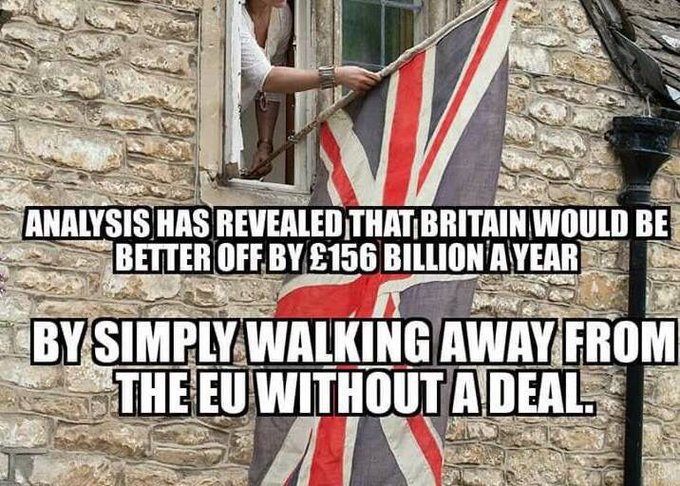 ANALYSIS HAS REVEALED THAT BRITAIN WOULD BE
BETTER OFF BY £156 BILLION A YEAR
BY SIMPLY WALKING AWAY FROM
THE EU WITHOUT A DEAL.